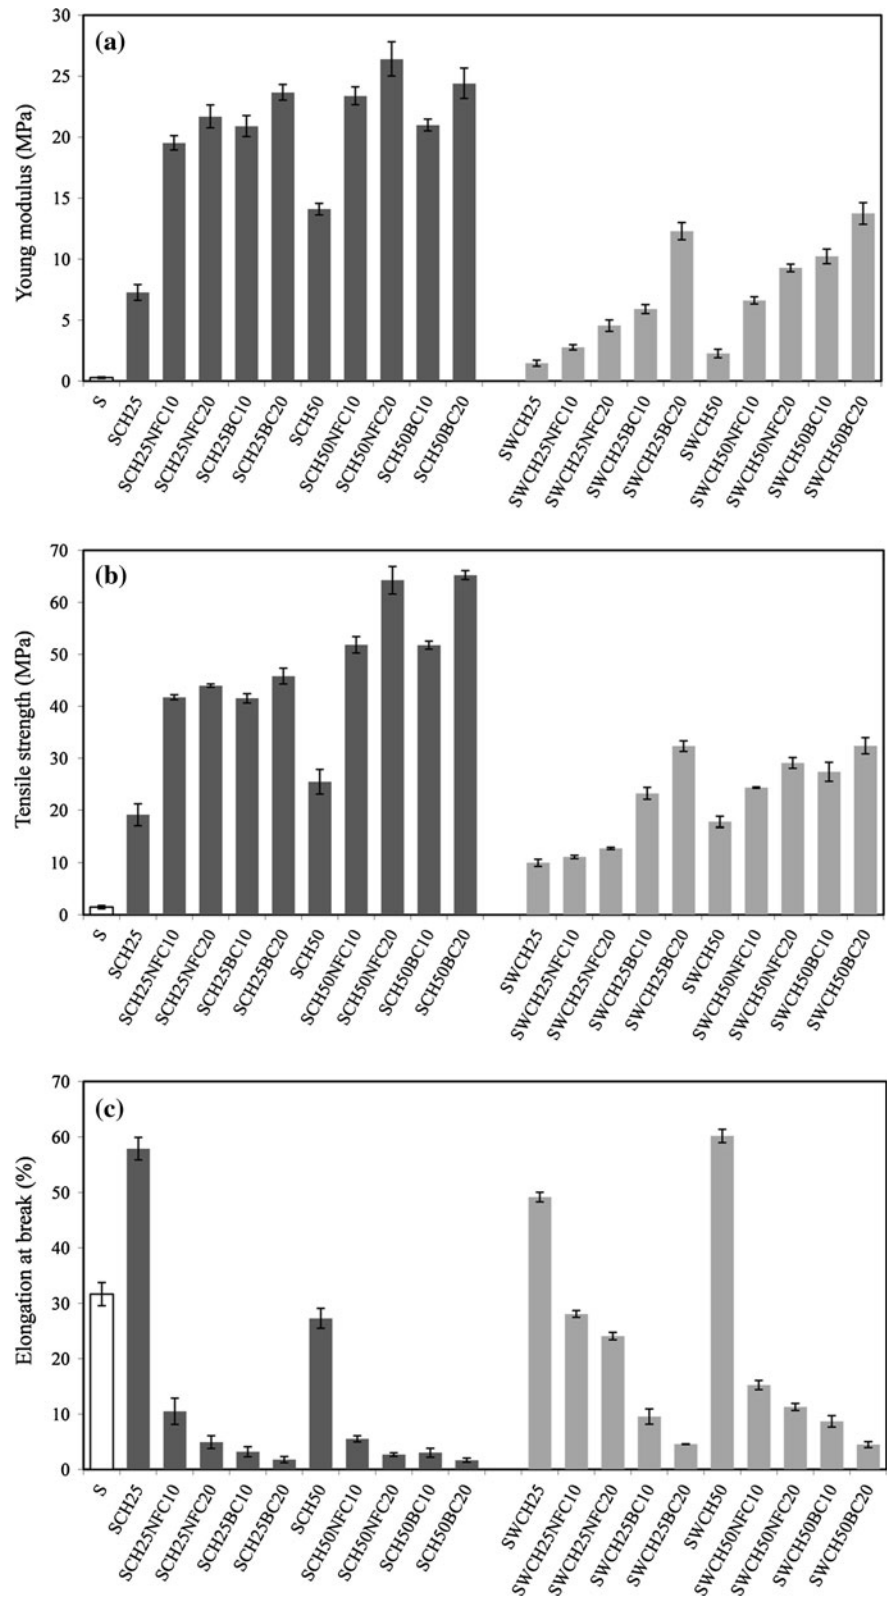 (a)
Young modulus (MPa)
30
25
20
15
10
5
0
S
SCH25
SCH25NFC10
SCH25NFC20
SCH25BC10
SCH25BC20
SCH50
SCH50NFC10
SCH50NFC20
SCH50BC10
SCH50BC20
SWCH25
SWCH25NFC10
SWCH25NFC20
SWCH25BC10
SWCH25BC20
SWCH50
SWCH50NFC10
SWCH50NFC20
SWCH50BC10
SWCH50BC20
(b)
Tensile strength (MPa)
70
60
50
40
30
20
10
0
S
SCH25
SCH25NFC10
SCH25NFC20
SCH25BC10
SCH25BC20
SCH50
SCH50NFC10
SCH50NFC20
SCH50BC10
SCH50BC20
SWCH25
SWCH25NFC10
SWCH25NFC20
SWCH25BC10
SWCH25BC20
SWCH50
SWCH50NFC10
SWCH50NFC20
SWCH50BC10
SWCH50BC20
(c)
Elongation at break (%)
70
60
50
40
30
20
10
0
S
SCH25
SCH25NFC10
SCH25NFC20
SCH25BC10
SCH25BC20
SCH50
SCH50NFC10
SCH50NFC20
SCH50BC10
SCH50BC20
SWCH25
SWCH25NFC10
SWCH25NFC20
SWCH25BC10
SWCH25BC20
SWCH50
SWCH50NFC10
SWCH50NFC20
SWCH50BC10
SWCH50BC20